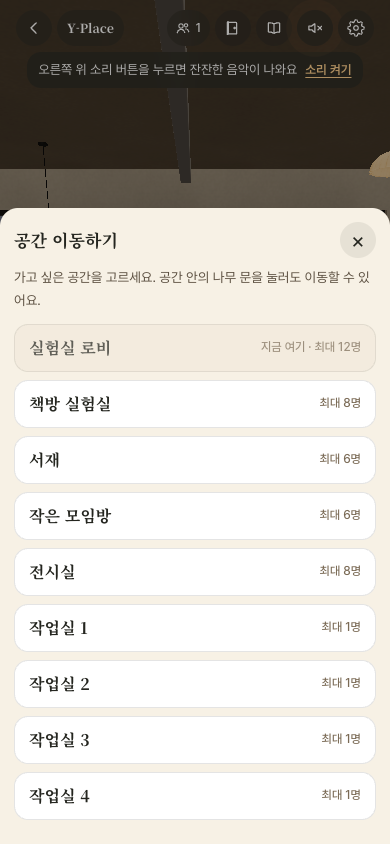 Y-Place
1
오른쪽 위 소리 버튼을 누르면 잔잔한 음악이 나와요 소리 켜기
공간 이동하기
가고 싶은 공간을 고르세요. 공간 안의 나무 문을 눌러도 이동할 수 있
어요.
실험실 로비 지금 여기 · 최대 12명
책방 실험실 최대 8명
서재 최대 6명
작은 모임방 최대 6명
전시실 최대 8명
작업실 1 최대 1명
작업실 2 최대 1명
작업실 3 최대 1명
작업실 4 최대 1명